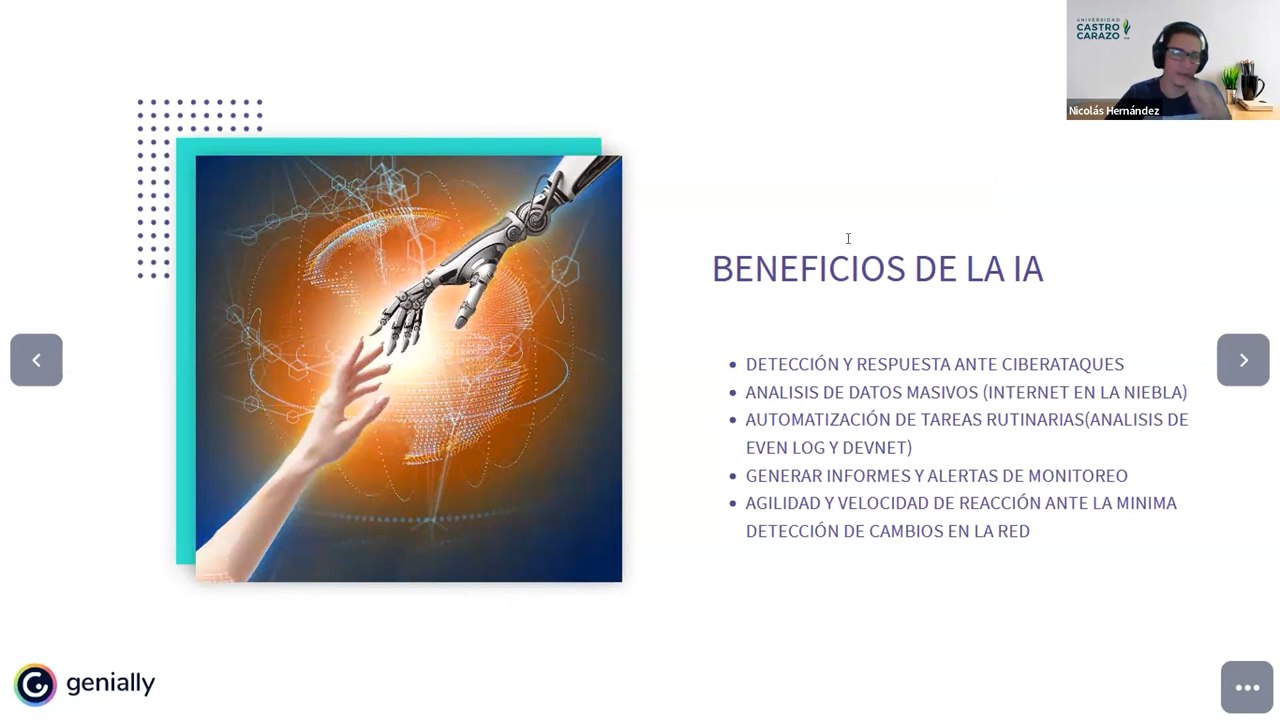 UNIVERSIDAD
CASTRO
CARAZO
Nicolás Hernández
BENEFICIOS DE LA IA
• DETECCIÓN Y RESPUESTA ANTE CIBERATAQUES
• ANALISIS DE DATOS MASIVOS (INTERNET EN LA NIEBLA)
• AUTOMATIZACIÓN DE TAREAS RUTINARIAS(ANALISIS DE
EVEN LOG Y DEVNET)
• GENERAR INFORMES Y ALERTAS DE MONITOREO
• AGILIDAD Y VELOCIDAD DE REACCIÓN ANTE LA MINIMA
DETECCIÓN DE CAMBIOS EN LA RED
genially